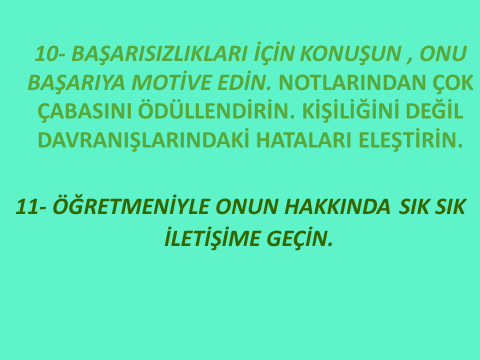 10- BAŞARISIZLIKLARI İÇİN KONUŞUN , ONU
BAŞARIYA MOTİVE EDİN. NOTLARINDAN ÇOK
ÇABASINI ÖDÜLLENDİRİN. KİŞİLİĞİNİ DEĞİL
DAVRANIŞLARINDAKİ HATALARI ELEŞTİRİN.
11- ÖĞRETMENİYLE ONUN HAKKINDA SIK SIK
İLETİŞİME GEÇİN.